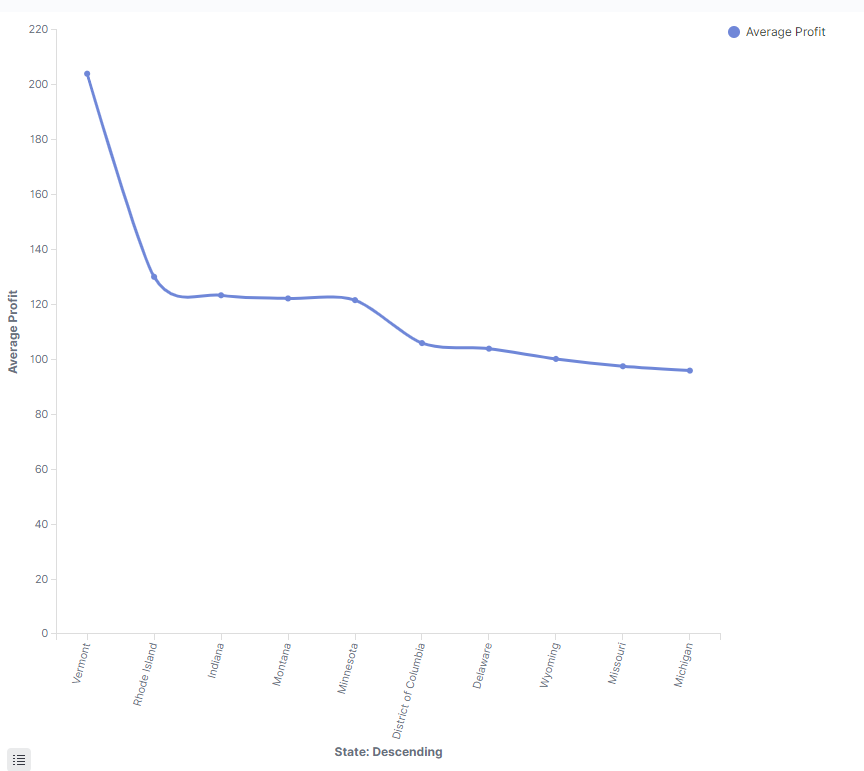 Average Profit
220
200
180
160
140
120
100
80
60
40
20
0
Average Profit
Vermont
Rhode Island
Indiana
Montana
Minnesota
District of Columbia
Delaware
Wyoming
Missouri
Michigan
State: Descending